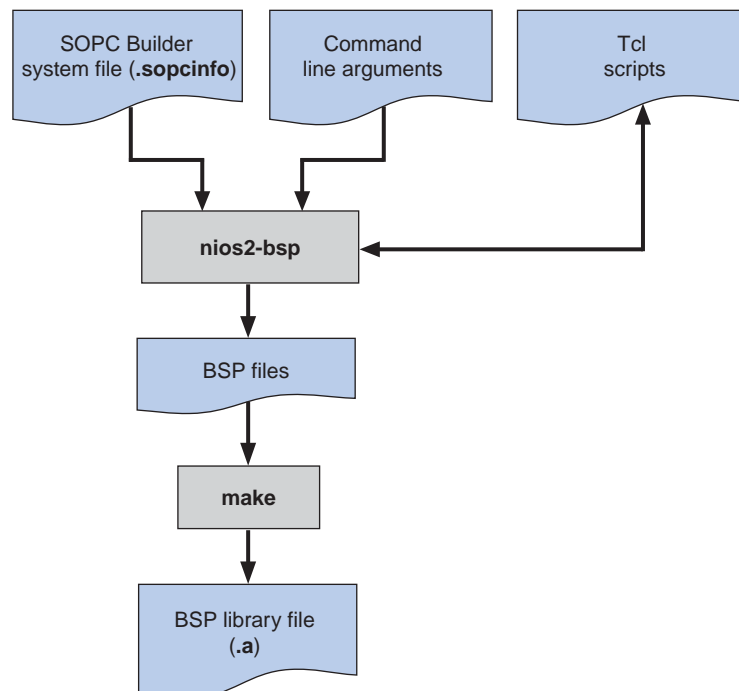 SOPC Builder
system file (.sopcinfo)
Command
line arguments
Tcl
scripts
nios2-bsp
BSP files
make
BSP library file
(.a)